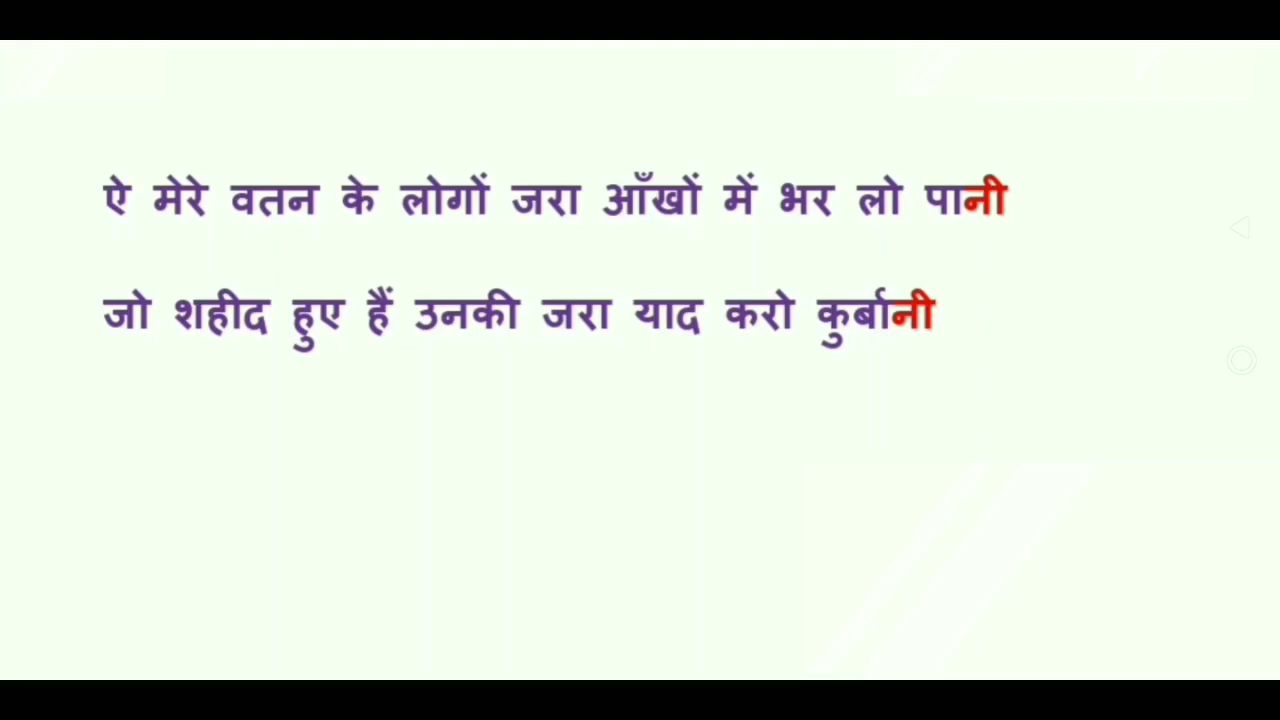 ऐ मेरे वतन के लोगों जरा आँखों में भर लो पानी
जो शहीद हुए हैं उनकी जरा याद करो कुर्बानी